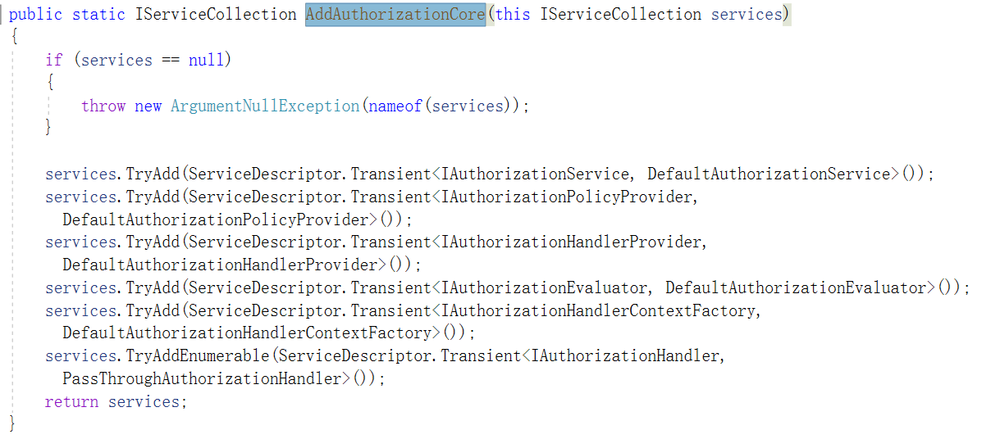 public static IServiceCollection AddAuthorizationCore(this IServiceCollection services)
{
if (services == null)
{
throw new ArgumentNullException(nameof(services));
}
services.TryAdd(ServiceDescriptor.Transient<IAuthorizationService, DefaultAuthorizationService>());
services.TryAdd(ServiceDescriptor.Transient<IAuthorizationPolicyProvider,
DefaultAuthorizationPolicyProvider>());
services.TryAdd(ServiceDescriptor.Transient<IAuthorizationHandlerProvider,
DefaultAuthorizationHandlerProvider>());
services.TryAdd(ServiceDescriptor.Transient<IAuthorizationEvaluator, DefaultAuthorizationEvaluator>());
services.TryAdd(ServiceDescriptor.Transient<IAuthorizationHandlerContextFactory,
DefaultAuthorizationHandlerContextFactory>());
services.TryAddEnumerable(ServiceDescriptor.Transient<IAuthorizationHandler,
PassThroughAuthorizationHandler>());
return services;
}